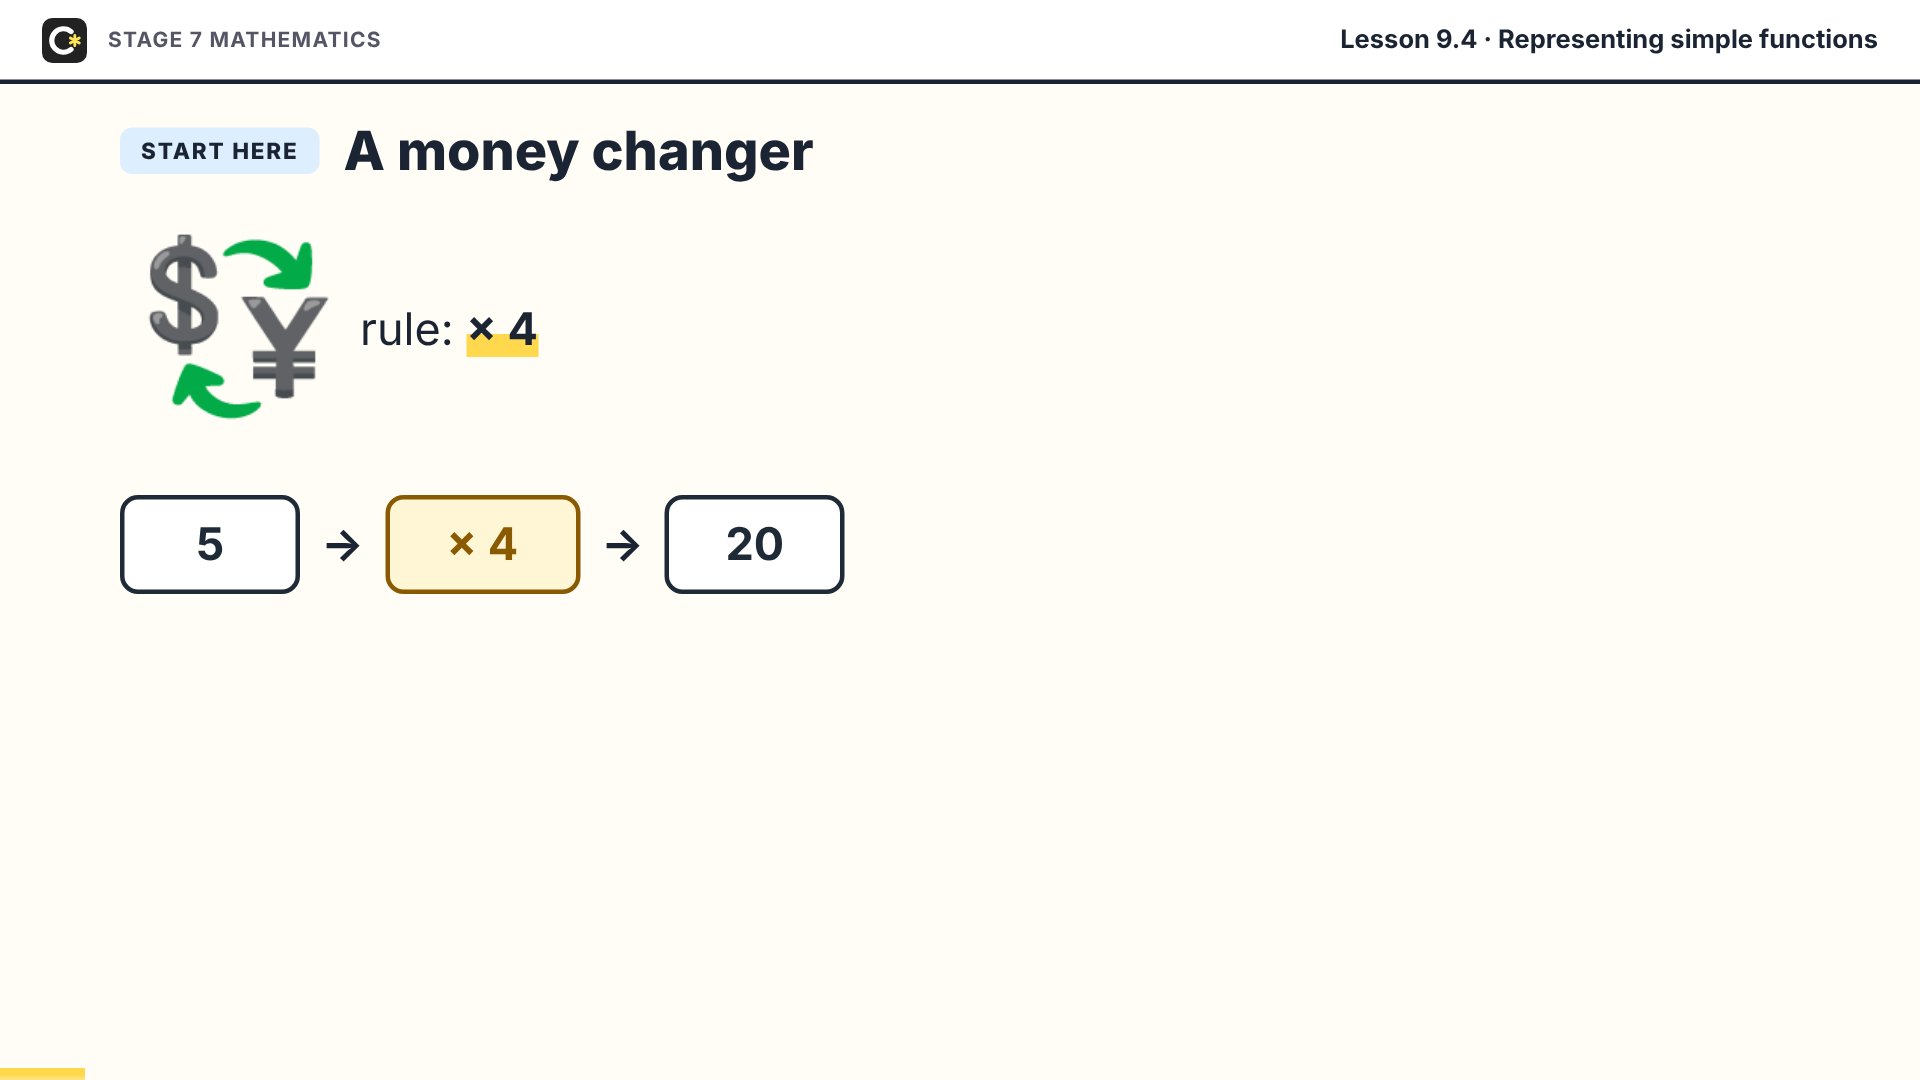 STAGE 7 MATHEMATICS
Lesson 9.4 · Representing simple functions
START HERE
A money changer
$ ¥
rule: × 4
5 → × 4 → 20